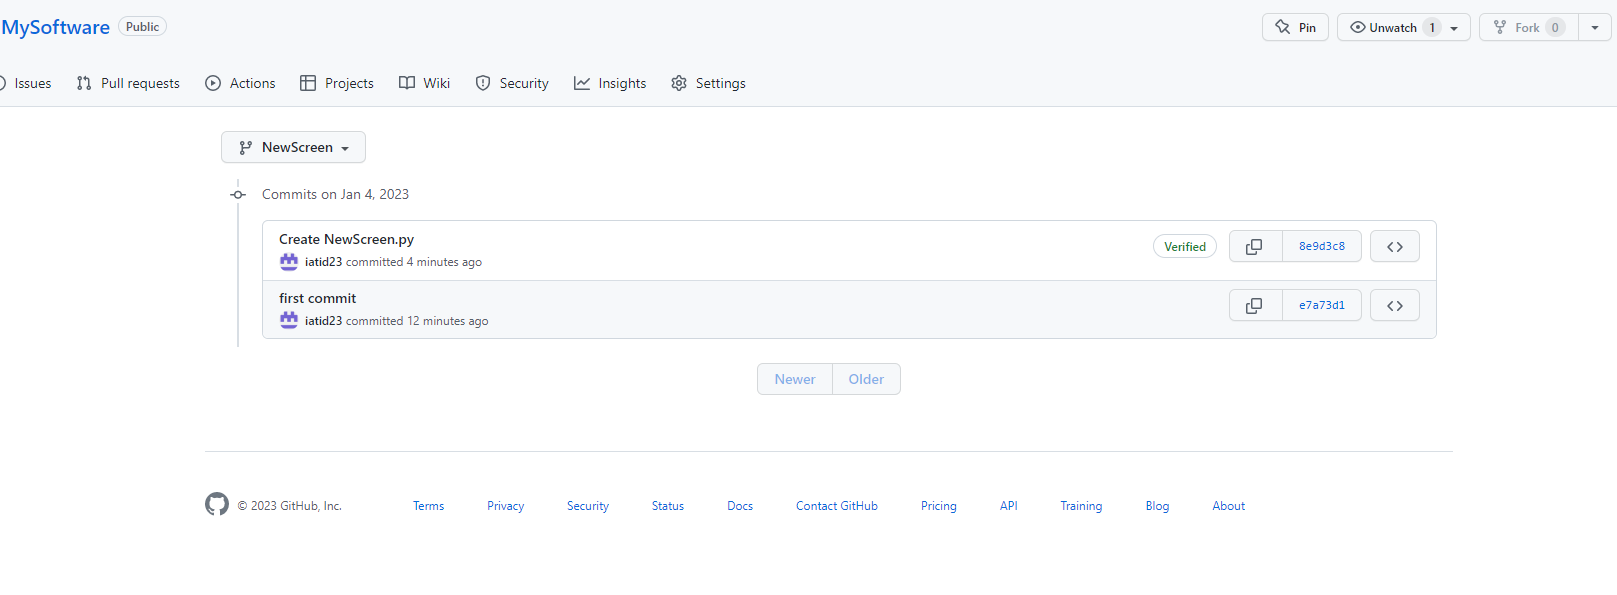 MySoftware Public Pin Unwatch 1 Fork 0
Issues Pull requests Actions Projects Wiki Security Insights Settings
NewScreen
Commits on Jan 4, 2023
Create NewScreen.py
iatid23 committed 4 minutes ago
Verified 8e9d3c8
first commit
iatid23 committed 12 minutes ago
e7a73d1
Newer Older
© 2023 GitHub, Inc. Terms Privacy Security Status Docs Contact GitHub Pricing API Training Blog About